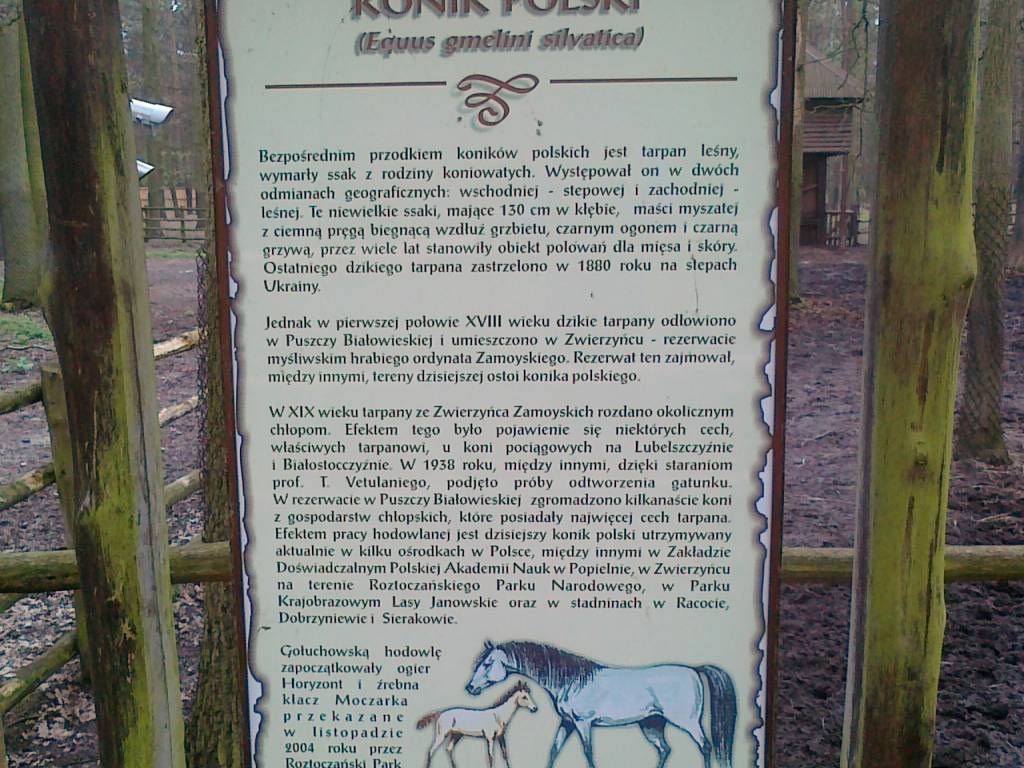 KONIK POLSKI
(Equus gmelini silvatica)
Bezpośrednim przodkiem koników polskich jest tarpan leśny,
wymarły ssak z rodziny koniowatych. Występował on w dwóch
odmianach geograficznych: wschodniej - stepowej i zachodniej -
leśnej. Te niewielkie ssaki, mające 130 cm w kłębie, maści myszatej
z ciemną pręgą biegnącą wzdłuż grzbietu, czarnym ogonem i czarną
grzywą, przez wiele lat stanowiły obiekt polowań dla mięsa i skóry.
Ostatniego dzikiego tarpana zastrzelono w 1880 roku na stepach
Ukrainy.
Jednak w pierwszej połowie XVIII wieku dzikie tarpany odłowiono
w Puszczy Białowieskiej i umieszczono w Zwierzyńcu - rezerwacie
myśliwskim hrabiego ordynata Zamoyskiego. Rezerwat ten zajmował,
między innymi, tereny dzisiejszej ostoi konika polskiego.
W XIX wieku tarpany ze Zwierzyńca Zamoyskich rozdano okolicznym
chłopom. Efektem tego było pojawienie się niektórych cech,
właściwych tarpanowi, u koni pociągowych na Lubelszczyźnie
i Białostocczyźnie. W 1938 roku, między innymi, dzięki staraniom
prof. T. Vetulaniego, podjęto próby odtworzenia gatunku.
W rezerwacie w Puszczy Białowieskiej zgromadzono kilkanaście koni
z gospodarstw chłopskich, które posiadały najwięcej cech tarpana.
Efektem pracy hodowlanej jest dzisiejszy konik polski utrzymywany
aktualnie w kilku ośrodkach w Polsce, między innymi w Zakładzie
Doświadczalnym Polskiej Akademii Nauk w Popielnie, w Zwierzyńcu
na terenie Roztoczańskiego Parku Narodowego, w Parku
Krajobrazowym Lasy Janowskie oraz w stadninach w Racocie,
Dobrzyniewie i Sierakowie.
Gołuchowską hodowlę
zapoczątkowały ogier
Horyzont i źrebna
klacz Moczarka
przekazane
w listopadzie
2004 roku przez
Roztoczański Park